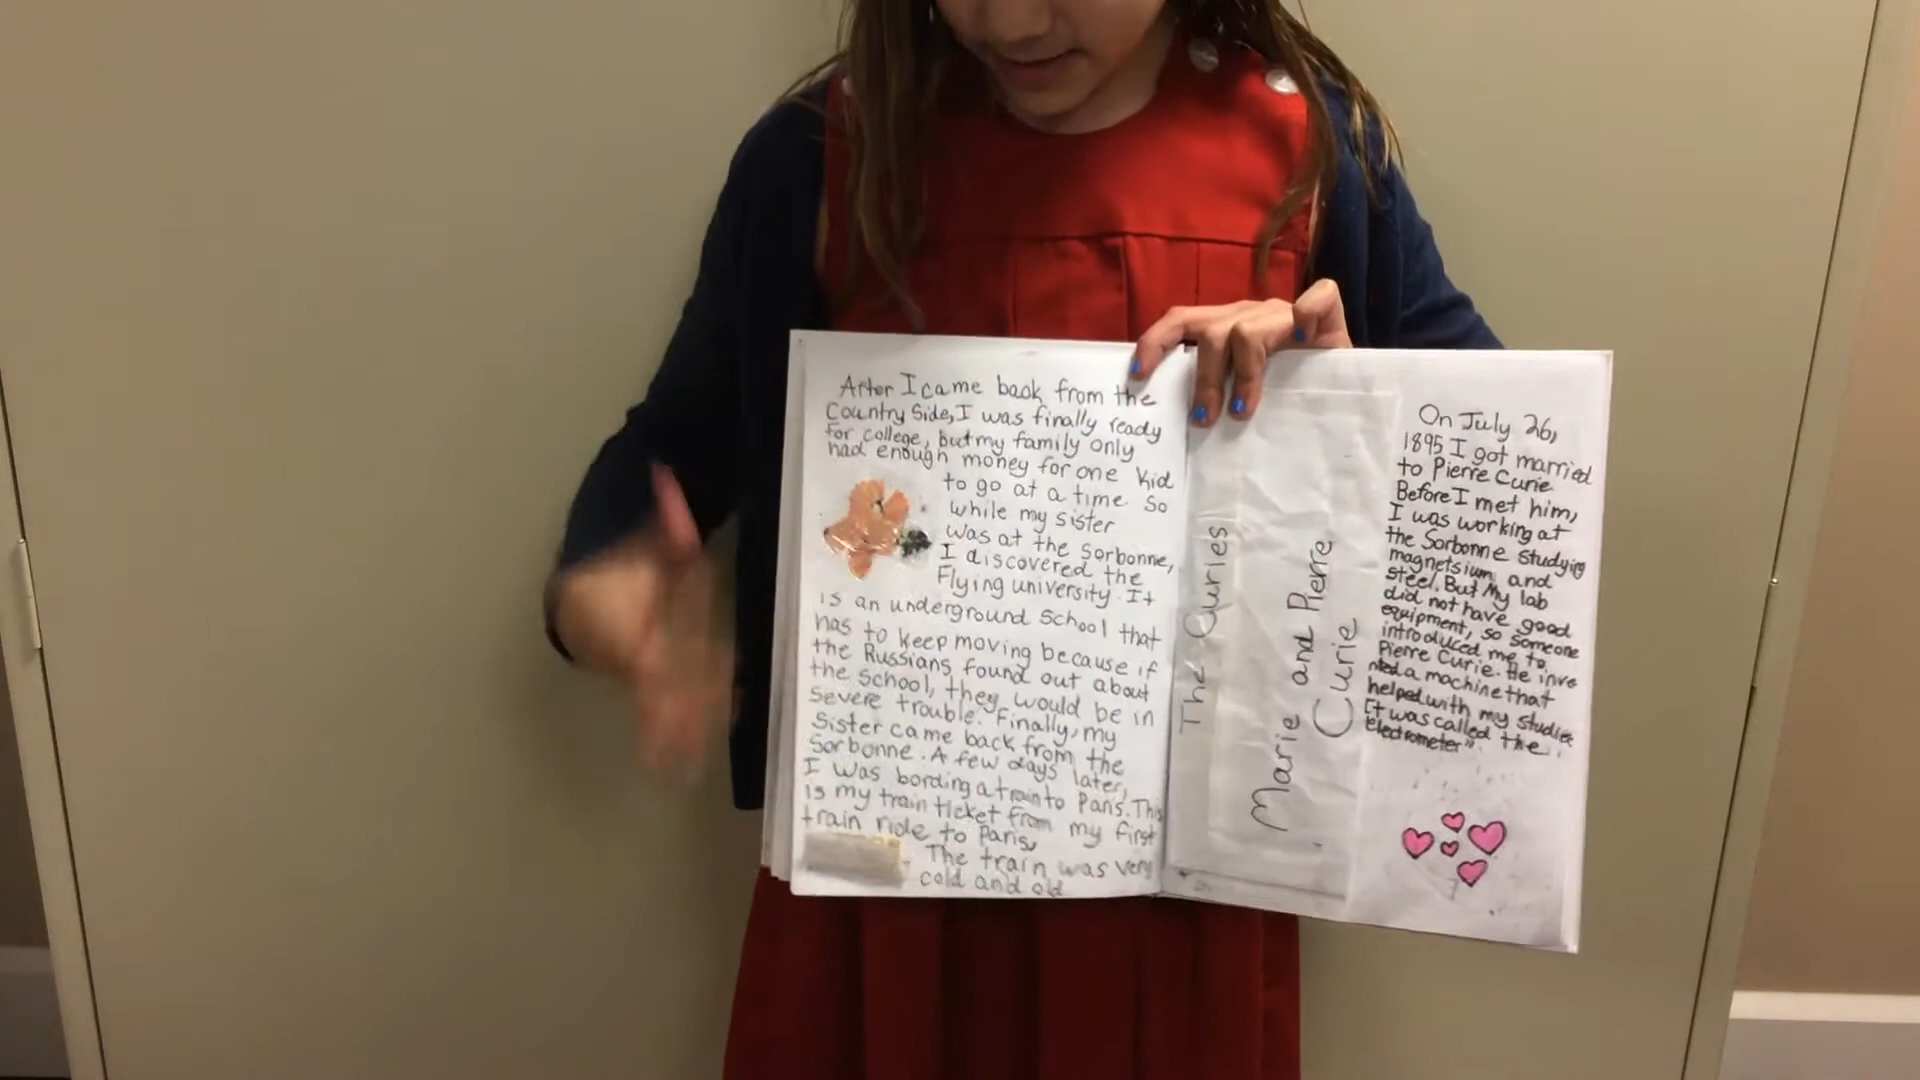 After I came back from the
Country Side, I was finally ready
for college, but my family only
had enough money for one kid
to go at a time. So
while my sister
was at the Sorbonne,
I discovered the
Flying university. It
is an underground School that
has to keep moving because if
the Russians found out about
the school, they would be in
severe trouble. Finally, my
Sister came back from the
Sorbonne. A few days later,
I was bording a train to Paris. This
is my train ticket from my first
train ride to Paris.
The train was very
cold and old
The Curies
Marie and Pierre
Curie
On July 26,
1895 I got married
to Pierre Curie.
Before I met him,
I was working at
the Sorbonne studying
magnetsium and
steel. But My lab
did not have good
equipment, so someone
introduced me to
Pierre Curie. He inve
nted a machine that
helped with my studies
It was called the
"Electrometer".